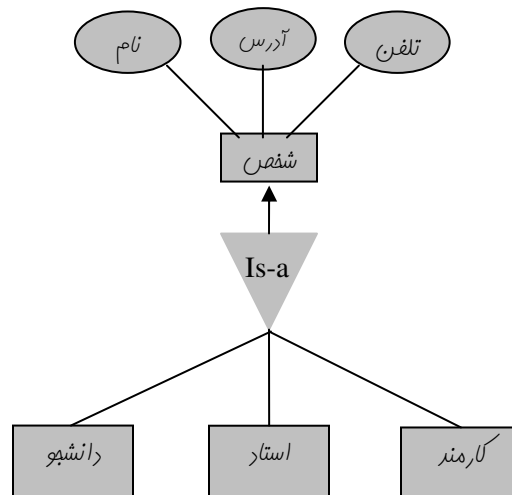 تلفن
آدرس
نام
شخص
Is-a
کارمند
استاد
دانشجو